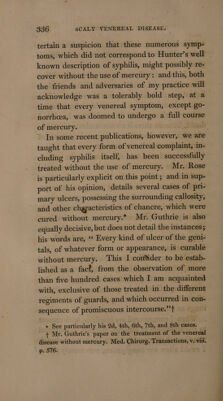 336 SCALY VENEREAL DISEASE.
tertain a suspicion that these numerous symp-
toms, which did not correspond to Hunter's well
known description of syphilis, might possibly re-
cover without the use of mercury: and this, both
the friends and adversaries of my practice will
acknowledge was a tolerably bold step, at a
time that every venereal symptom, except go-
norrhœa, was doomed to undergo a full course
of mercury.
In some recent publications, however, we are
taught that every form of venereal complaint, in-
cluding syphilis itself, has been successfully
treated without the use of mercury. Mr. Rose
is particularly explicit on this point; and in sup-
port of his opinion, details several cases of pri-
mary ulcers, possessing the surrounding callosity,
and other characteristics of chancre, which were
cured without mercury.* Mr. Guthrie is also
equally decisive, but does not detail the instances;
his words are, “ Every kind of ulcer of the geni-
tals, of whatever form or appearance, is curable
without mercury. This I consider to be estab-
lished as a fact, from the observation of more
than five hundred cases which I am acquainted
with, exclusive of those treated in the different
regiments of guards, and which occurred in con-
sequence of promiscuous intercourse.”†
* See particularly his 2d, 4th, 6th, 7th, and 8th cases.
† Mr. Guthrie's paper on the treatment of the venereal
disease without mercury. Med. Chirurg. Transactions, v. viii.
p. 576.